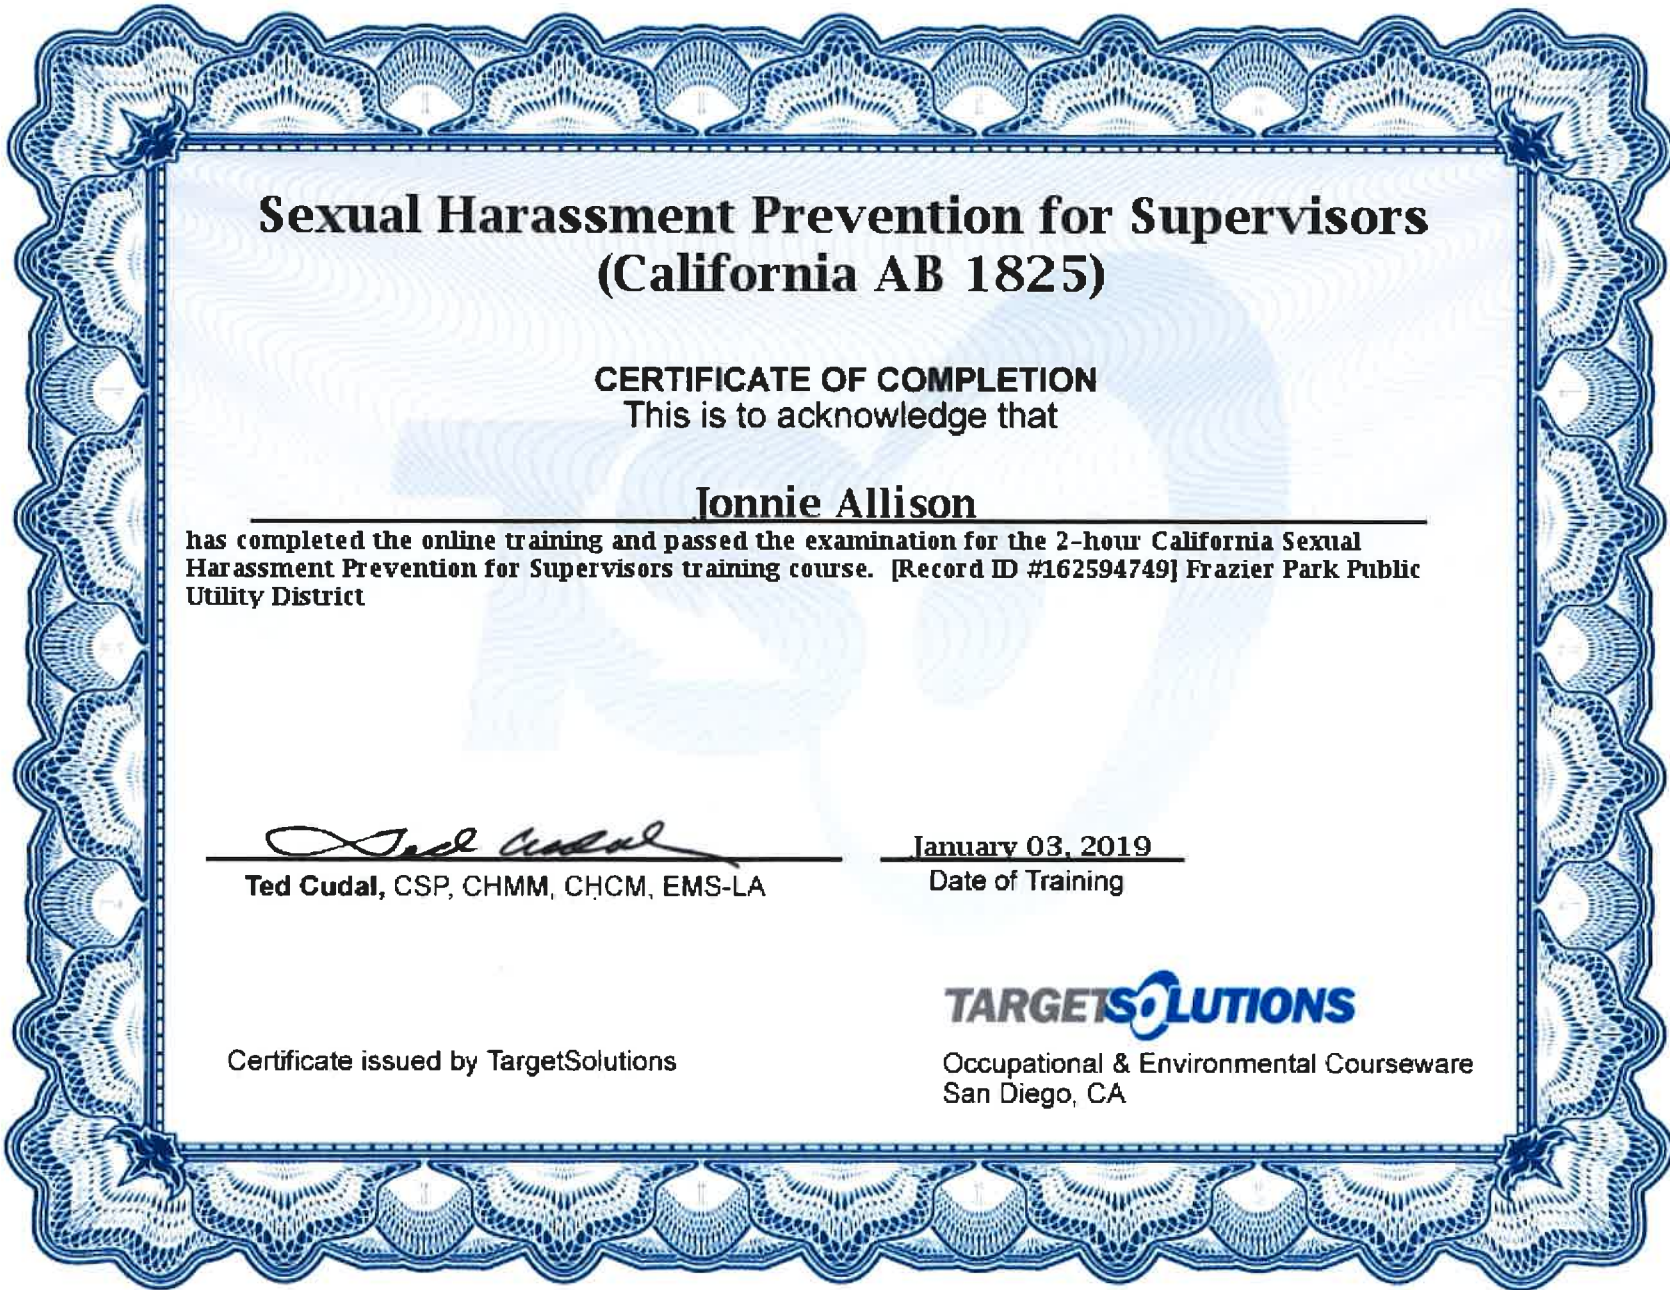 Sexual Harassment Prevention for Supervisors
(California AB 1825)
CERTIFICATE OF COMPLETION
This is to acknowledge that
Jonnie Allison
has completed the online training and passed the examination for the 2-hour California Sexual
Harassment Prevention for Supervisors training course. [Record ID #162594749] Frazier Park Public
Utility District
Ted Cudal
January 03, 2019
Ted Cudal, CSP, CHMM, CHCM, EMS-LA
Date of Training
TARGETSOLUTIONS
Certificate issued by TargetSolutions
Occupational & Environmental Courseware
San Diego, CA